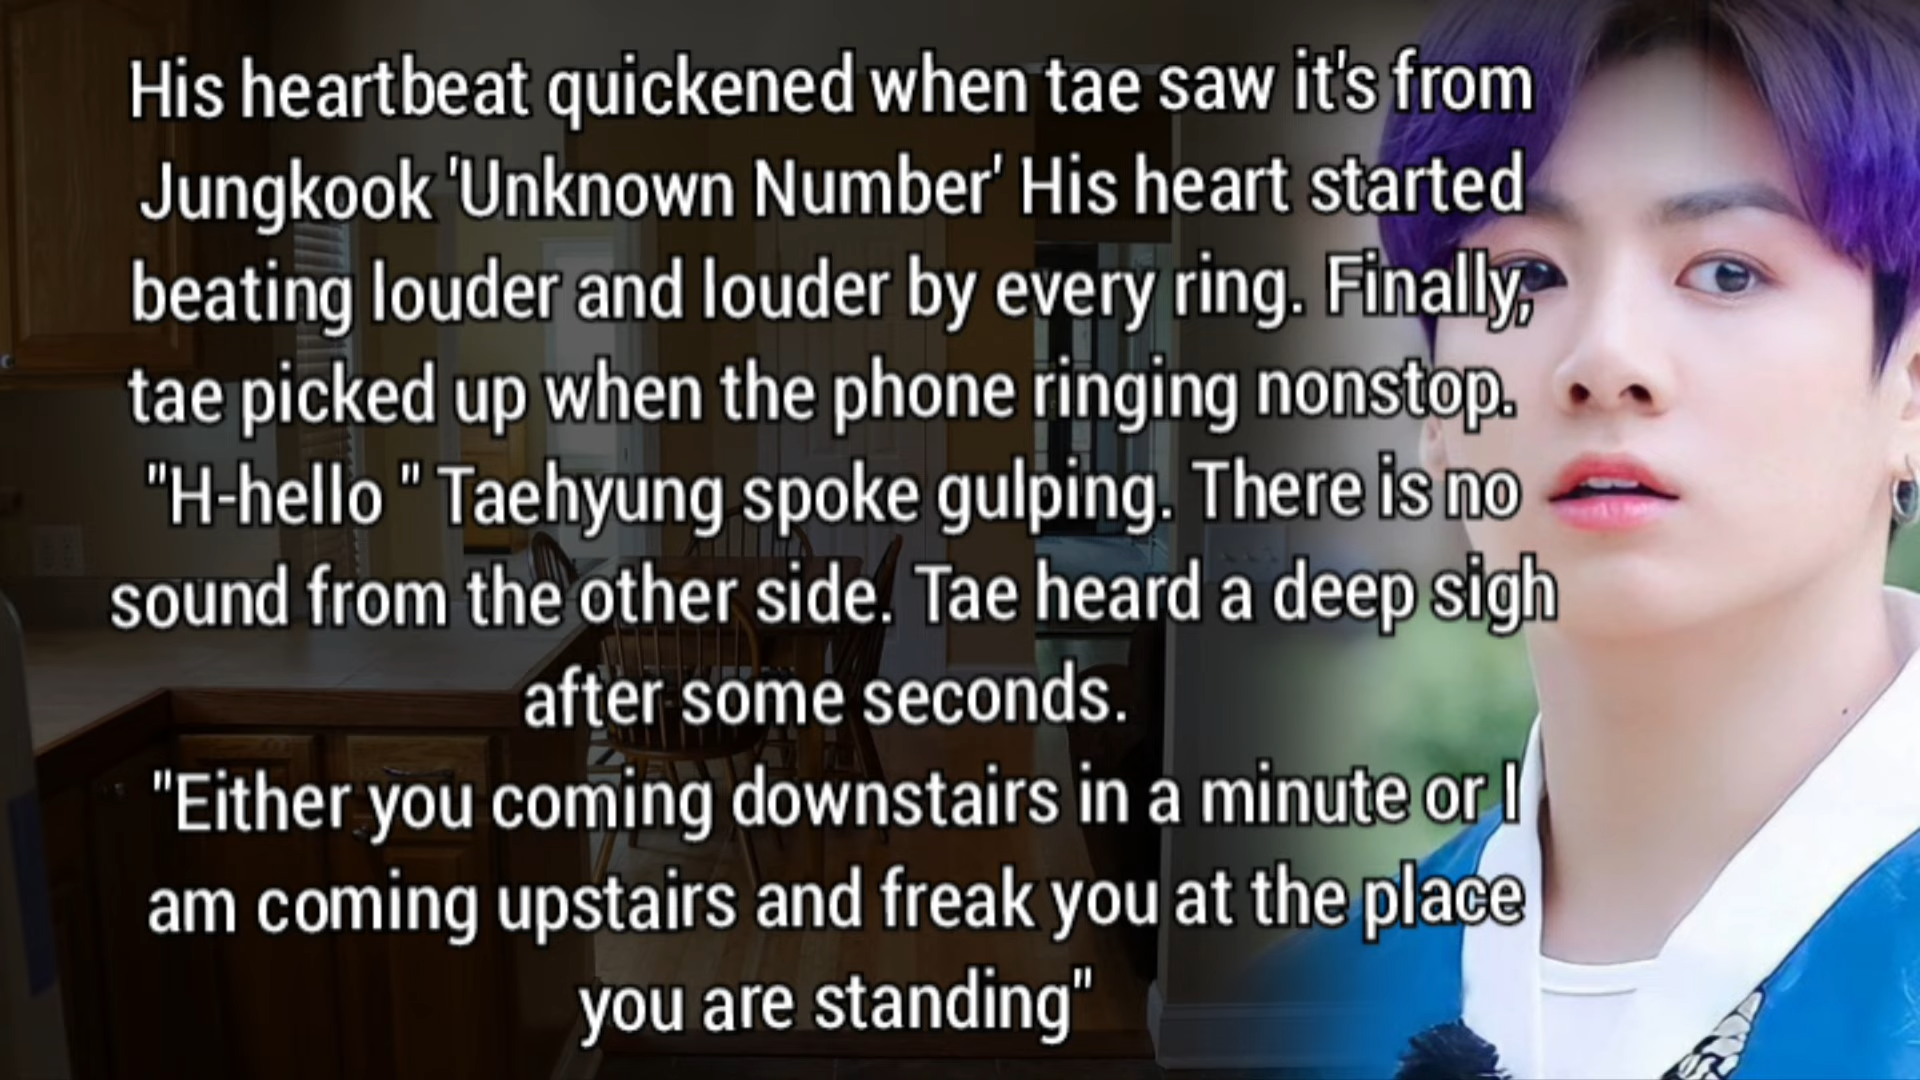 His heartbeat quickened when tae saw it's from
Jungkook 'Unknown Number' His heart started
beating louder and louder by every ring. Finally,
tae picked up when the phone ringing nonstop.
"H-hello " Taehyung spoke gulping. There is no
sound from the other side. Tae heard a deep sigh
after some seconds.
"Either you coming downstairs in a minute or I
am coming upstairs and freak you at the place
you are standing"